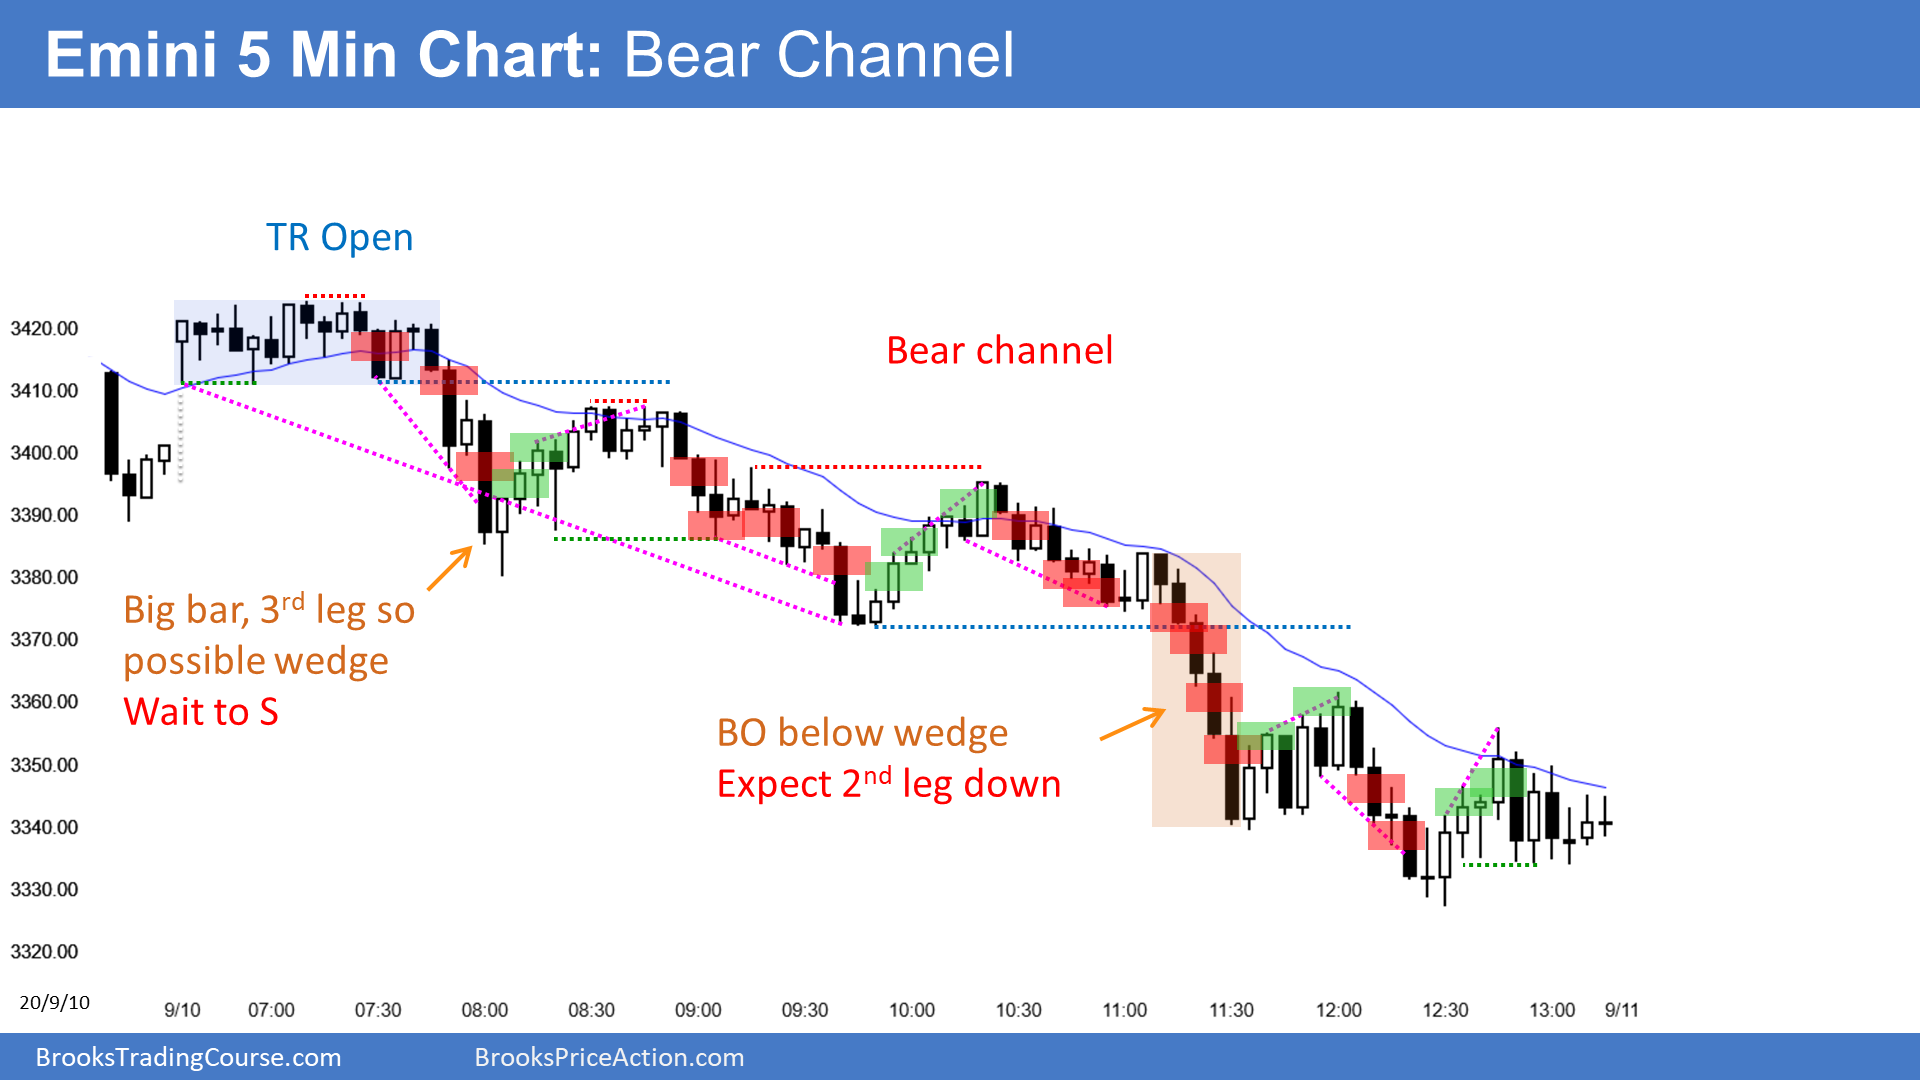 Emini 5 Min Chart: Bear Channel
TR Open
Bear channel
3420.00
3410.00
3400.00
3390.00
3380.00
3370.00
3360.00
3350.00
3340.00
3330.00
3320.00
Big bar, 3rd leg so
possible wedge
Wait to S
BO below wedge
Expect 2nd leg down
20/9/10
9/10 07:00 07:30 08:00 08:30 09:00 09:30 10:00 10:30 11:00 11:30 12:00 12:30 13:00 9/11
BrooksTradingCourse.com BrooksPriceAction.com